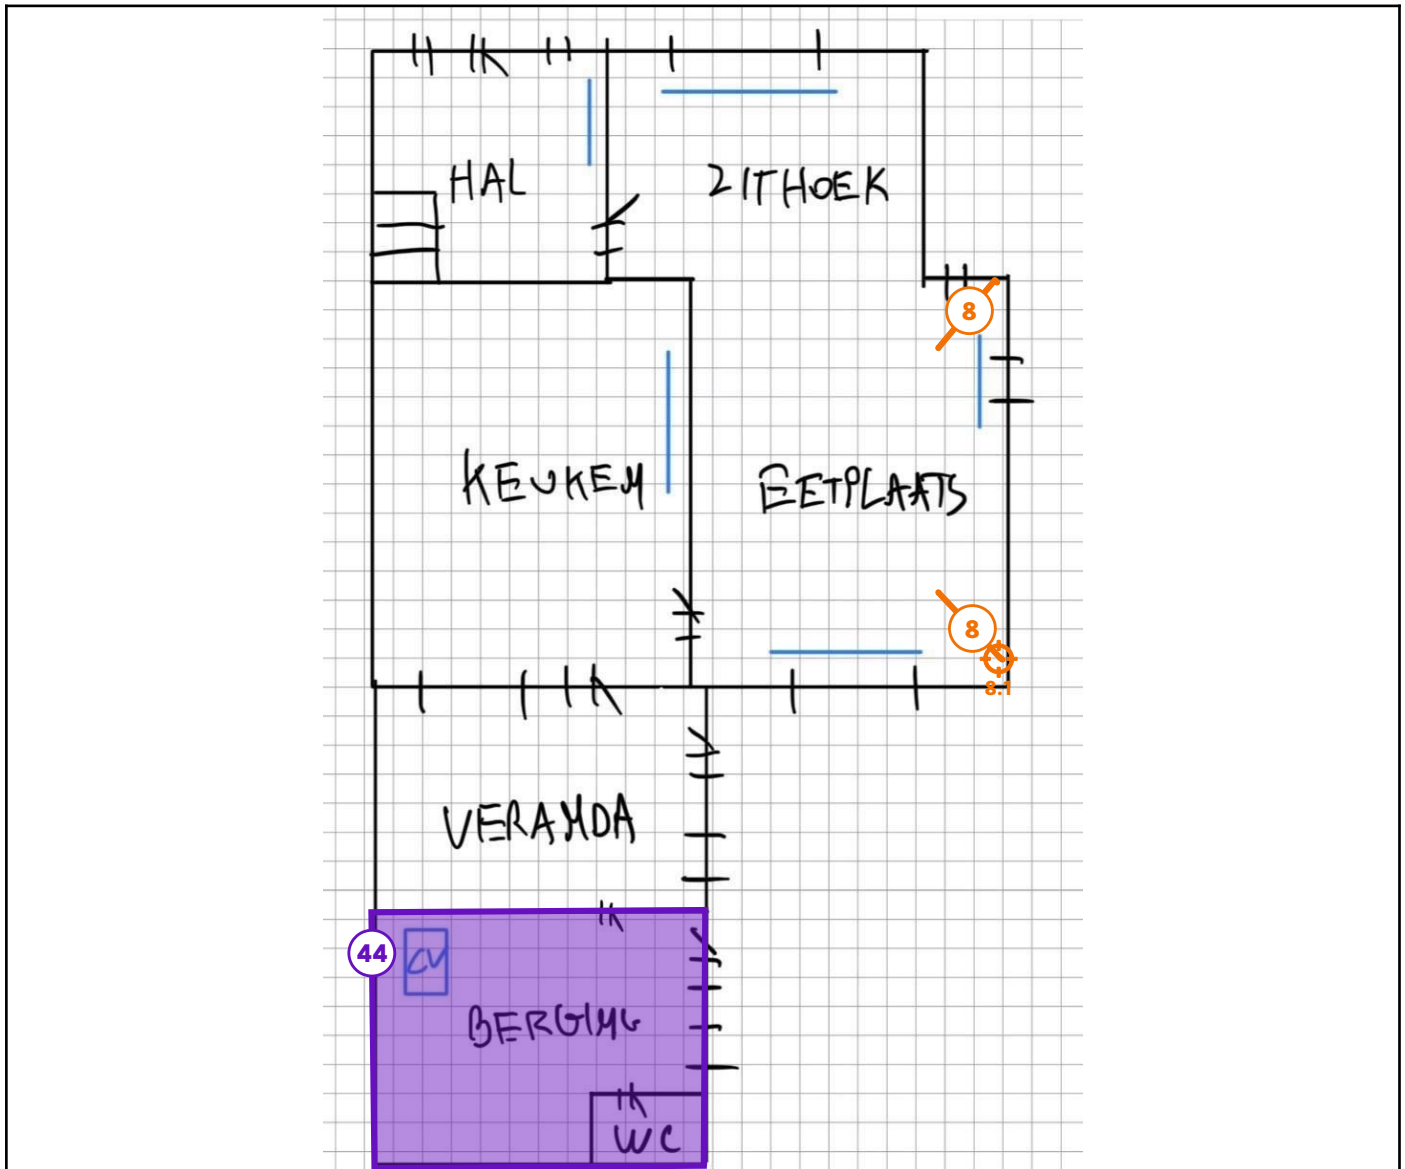 HAL
ZITHOEK
8
KEUKEN
EETPLAATS
8
8.1
VERANDA
44
CV
BERGING
WC